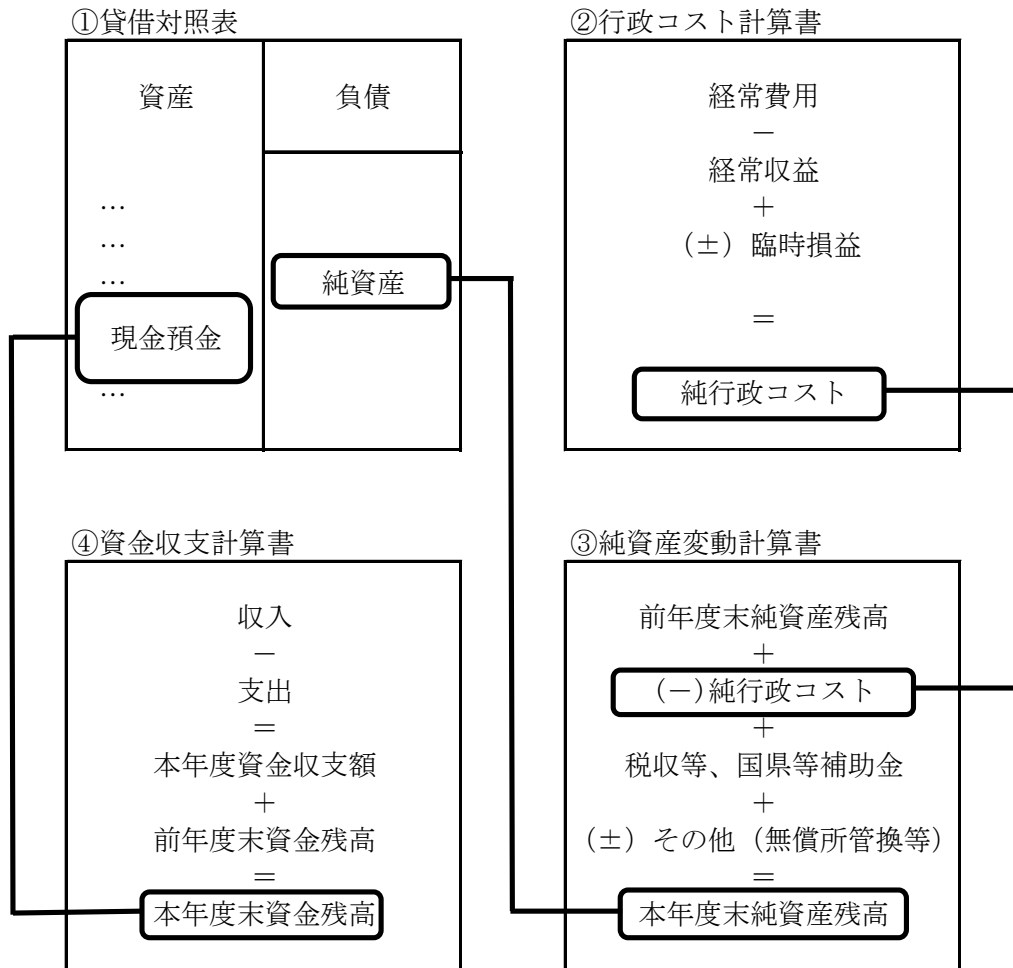 ①貸借対照表
資産
負債
…
…
…
純資産
現金預金
…
②行政コスト計算書
経常費用
－
経常収益
＋
（±）臨時損益
＝
純行政コスト
④資金収支計算書
収入
－
支出
＝
本年度資金収支額
＋
前年度末資金残高
＝
本年度末資金残高
③純資産変動計算書
前年度末純資産残高
＋
(－)純行政コスト
＋
税収等、国県等補助金
＋
（±）その他（無償所管換等）
＝
本年度末純資産残高